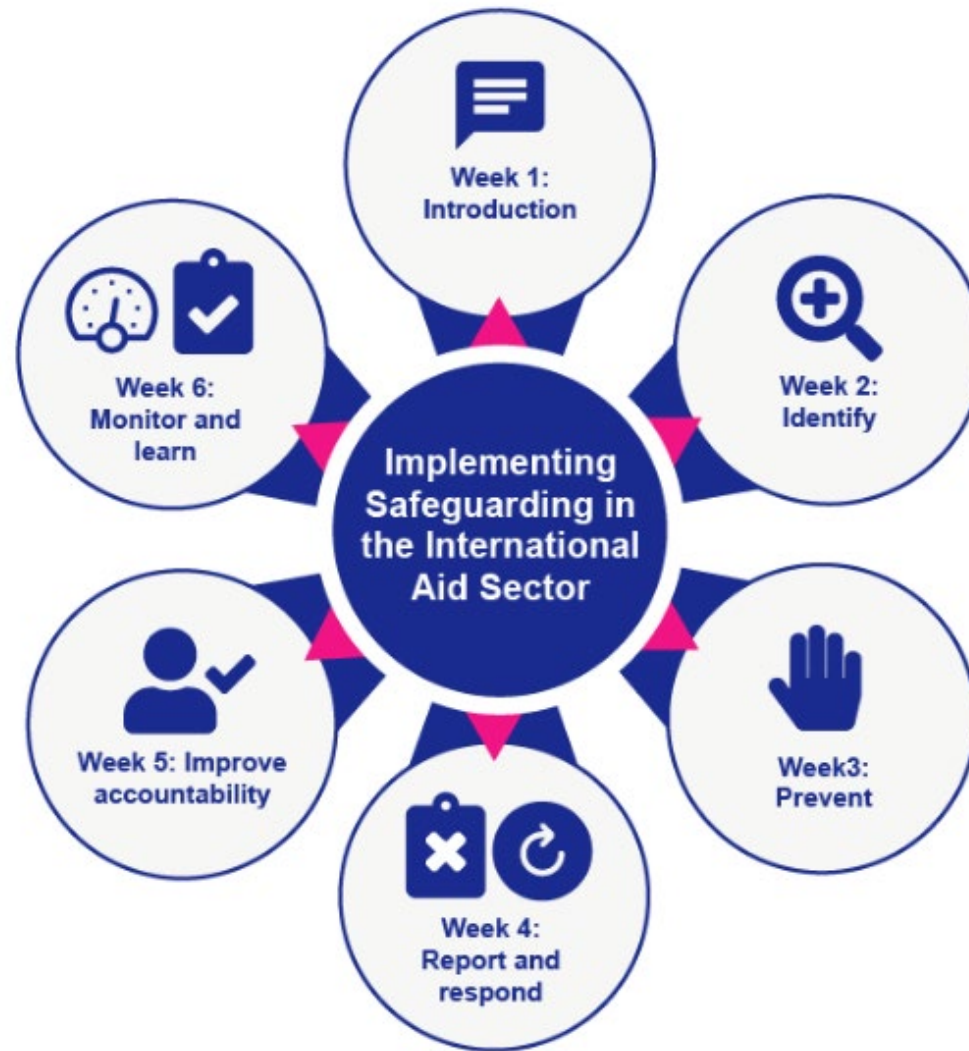 Week 1:
Introduction
Week 2:
Identify
Week3:
Prevent
Week 4:
Report and
respond
Week 5: Improve
accountability
Week 6:
Monitor and
learn
Implementing
Safeguarding in
the International
Aid Sector